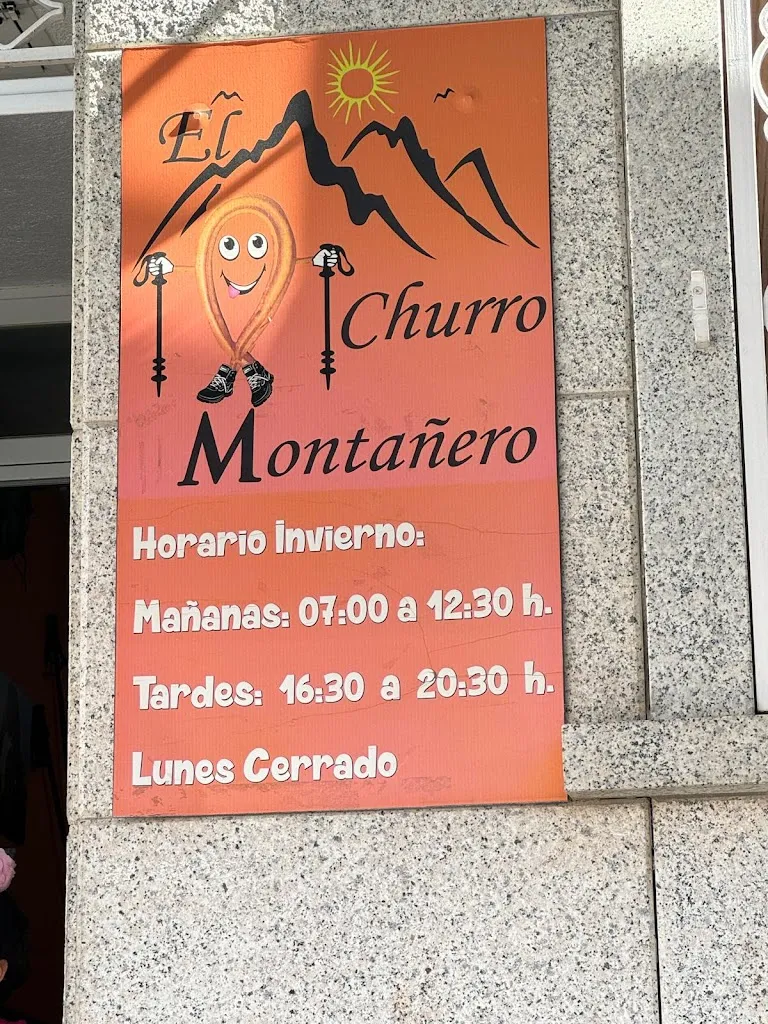 El
Churro
Montañero
Horario Invierno:
Mañanas: 07:00 a 12:30 h.
Tardes: 16:30 a 20:30 h.
Lunes Cerrado